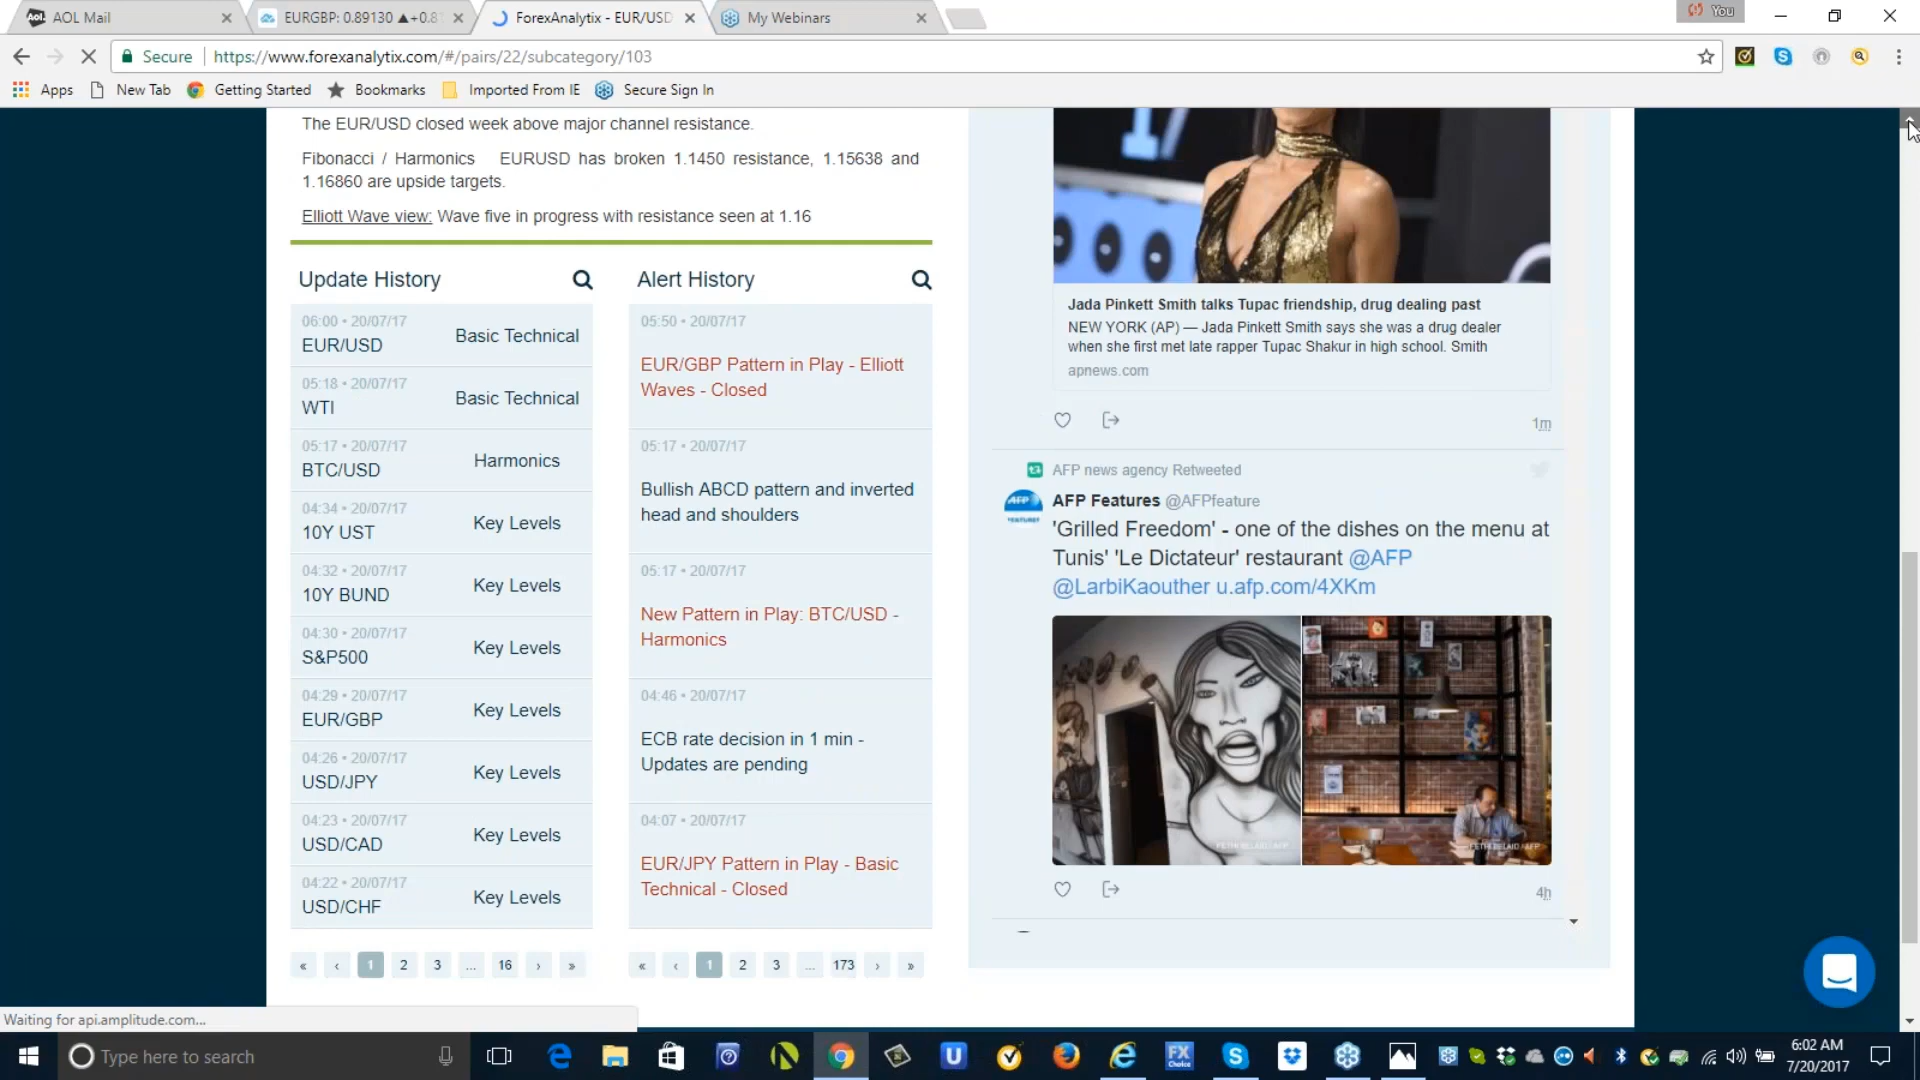 AOL Mail
EURGBP: 0.89130 ▲+0.8
ForexAnalytix - EUR/USD
My Webinars
You
Secure
https://www.forexanalytix.com/#/pairs/22/subcategory/103
Apps
New Tab
Getting Started
Bookmarks
Imported From IE
Secure Sign In
The EUR/USD closed week above major channel resistance.
Fibonacci / Harmonics EURUSD has broken 1.1450 resistance, 1.15638 and
1.16860 are upside targets.
Elliott Wave view: Wave five in progress with resistance seen at 1.16
Update History
06:00 • 20/07/17
EUR/USD
Basic Technical
05:18 • 20/07/17
WTI
Basic Technical
05:17 • 20/07/17
BTC/USD
Harmonics
04:34 • 20/07/17
10Y UST
Key Levels
04:32 • 20/07/17
10Y BUND
Key Levels
04:30 • 20/07/17
S&P500
Key Levels
04:29 • 20/07/17
EUR/GBP
Key Levels
04:26 • 20/07/17
USD/JPY
Key Levels
04:23 • 20/07/17
USD/CAD
Key Levels
04:22 • 20/07/17
USD/CHF
Key Levels
« ‹ 1 2 3 ... 16 › »
Alert History
05:50 • 20/07/17
EUR/GBP Pattern in Play - Elliott
Waves - Closed
05:17 • 20/07/17
Bullish ABCD pattern and inverted
head and shoulders
05:17 • 20/07/17
New Pattern in Play: BTC/USD -
Harmonics
04:46 • 20/07/17
ECB rate decision in 1 min -
Updates are pending
04:07 • 20/07/17
EUR/JPY Pattern in Play - Basic
Technical - Closed
« ‹ 1 2 3 ... 173 › »
Jada Pinkett Smith talks Tupac friendship, drug dealing past
NEW YORK (AP) — Jada Pinkett Smith says she was a drug dealer
when she first met late rapper Tupac Shakur in high school. Smith
apnews.com
1m
AFP news agency Retweeted
AFP Features @AFPfeature
'Grilled Freedom' - one of the dishes on the menu at
Tunis' 'Le Dictateur' restaurant @AFP
@LarbiKaouther u.afp.com/4XKm
4h
Waiting for api.amplitude.com...
Type here to search
FX
Choice
6:02 AM
7/20/2017